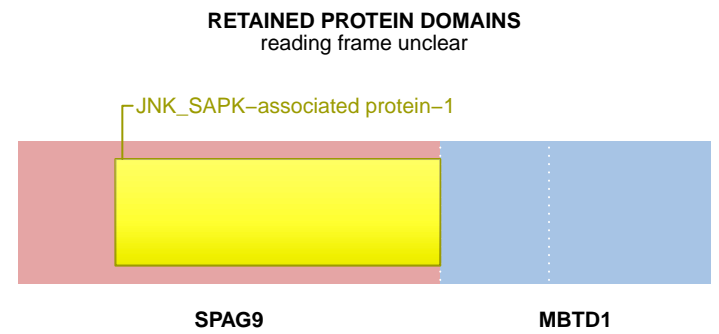 RETAINED PROTEIN DOMAINS
reading frame unclear
JNK_SAPK−associated protein−1
SPAG9 MBTD1